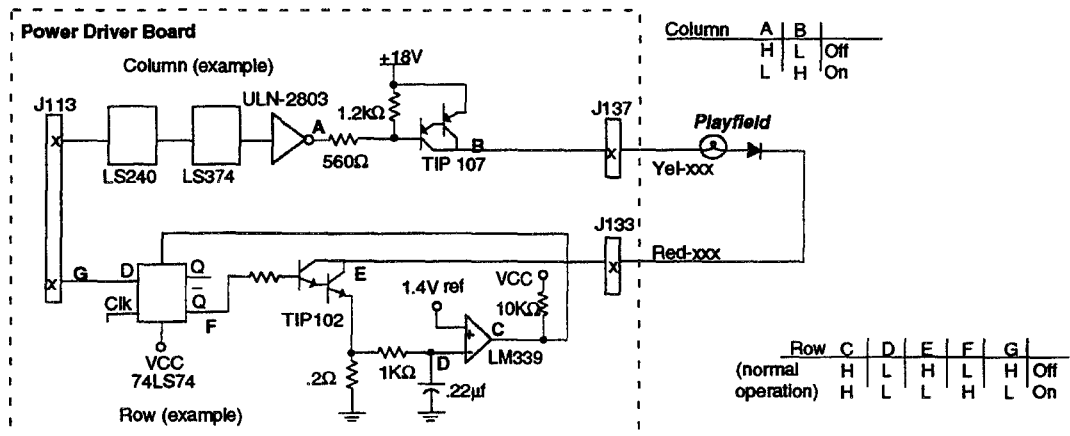 Power Driver Board
Column (example)
±18V
J113
ULN-2803
A
1.2kΩ
560Ω
B
TIP 107
LS240
LS374
J137
Playfield
Yel-xxx
Column A B
H L Off
L H On
J133
Red-xxx
G
D
Q
Q̅
Clk
F
VCC
74LS74
TIP102
E
.2Ω
1KΩ
D
.22µf
1.4V ref
+
-
C
LM339
VCC
10KΩ
Row (example)
Row C D E F G
(normal H L H L H Off
operation) H L L H L On